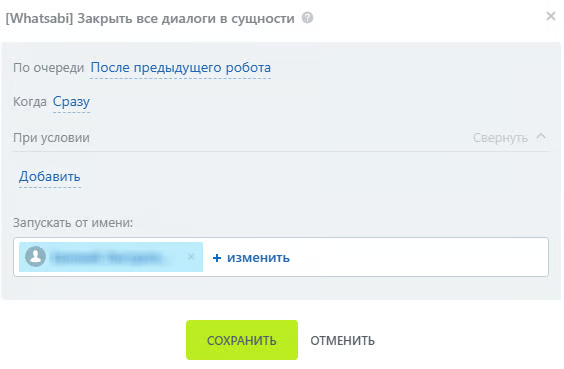 [Whatsabi] Закрыть все диалоги в сущности
По очереди После предыдущего робота
Когда Сразу
При условии Свернуть
Добавить
Запускать от имени:
+ изменить
СОХРАНИТЬ ОТМЕНИТЬ